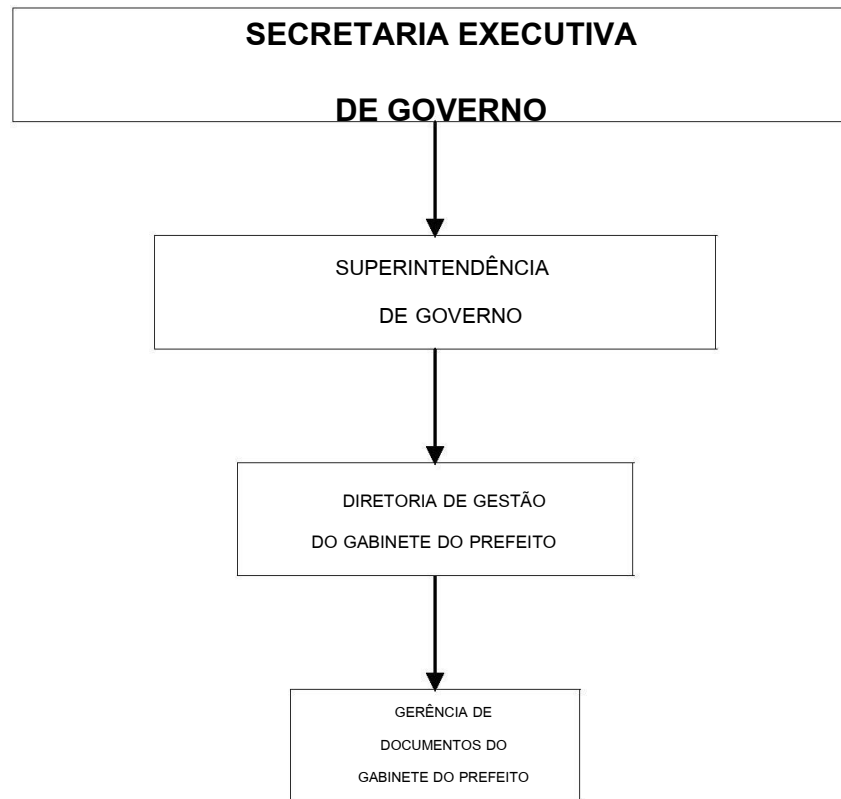 SECRETARIA EXECUTIVA
DE GOVERNO
SUPERINTENDÊNCIA
DE GOVERNO
DIRETORIA DE GESTÃO
DO GABINETE DO PREFEITO
GERÊNCIA DE
DOCUMENTOS DO
GABINETE DO PREFEITO